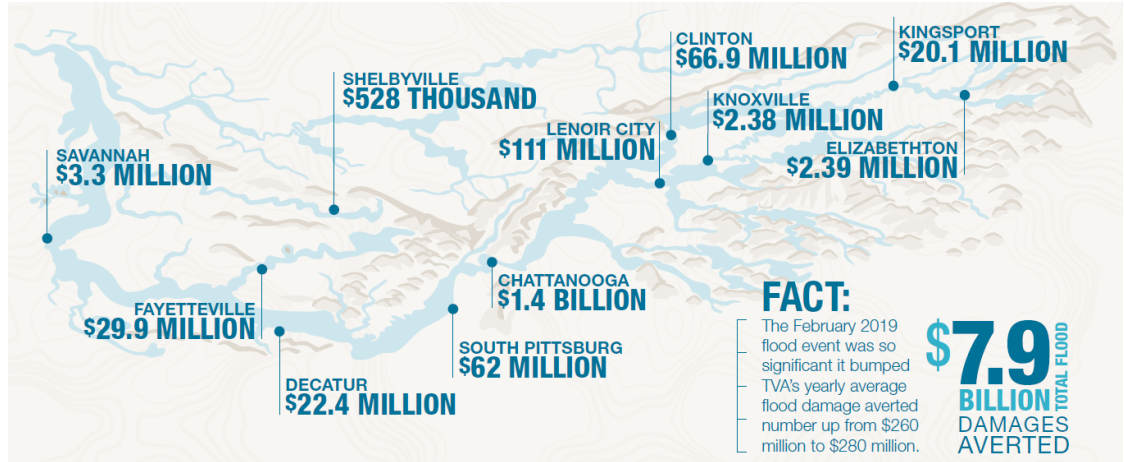 CLINTON
$66.9 MILLION
KINGSPORT
$20.1 MILLION
SHELBYVILLE
$528 THOUSAND
KNOXVILLE
$2.38 MILLION
LENOIR CITY
$111 MILLION
ELIZABETHTON
$2.39 MILLION
SAVANNAH
$3.3 MILLION
CHATTANOOGA
$1.4 BILLION
FAYETTEVILLE
$29.9 MILLION
SOUTH PITTSBURG
$62 MILLION
DECATUR
$22.4 MILLION
FACT:
The February 2019
flood event was so
significant it bumped
TVA's yearly average
flood damage averted
number up from $260
million to $280 million.
$7.9
BILLION
TOTAL FLOOD
DAMAGES
AVERTED